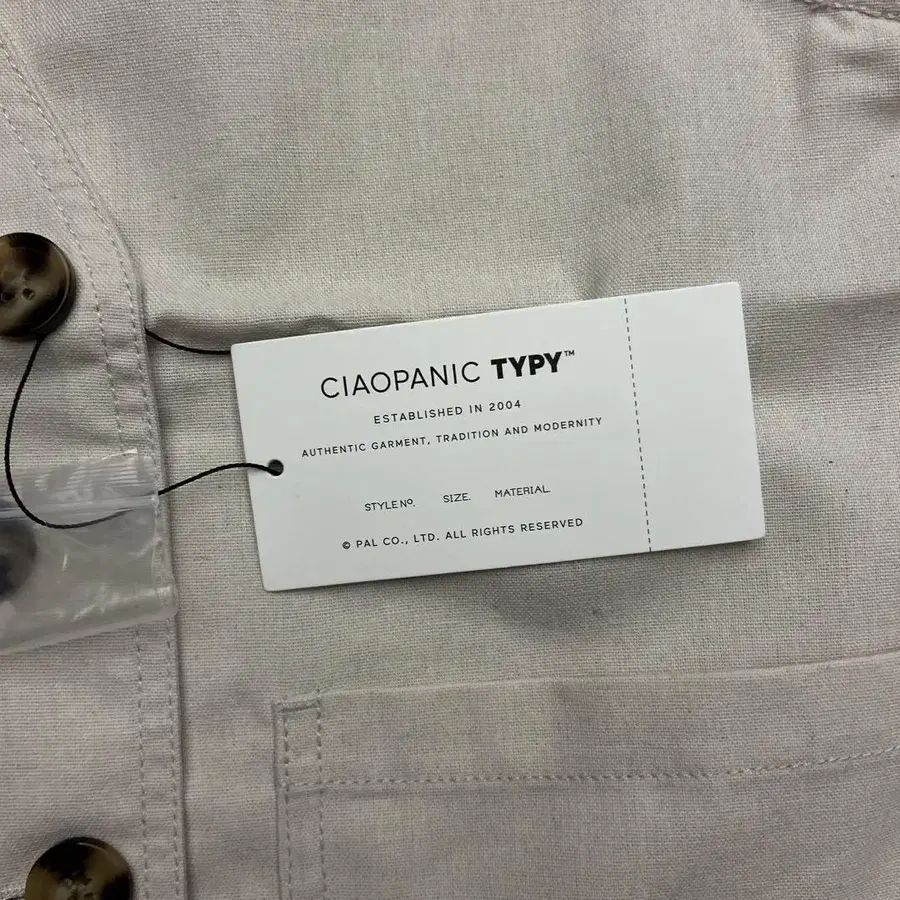 CIAOPANIC TYPY™
ESTABLISHED IN 2004
AUTHENTIC GARMENT, TRADITION AND MODERNITY
STYLE Nº. SIZE. MATERIAL.
© PAL CO., LTD. ALL RIGHTS RESERVED